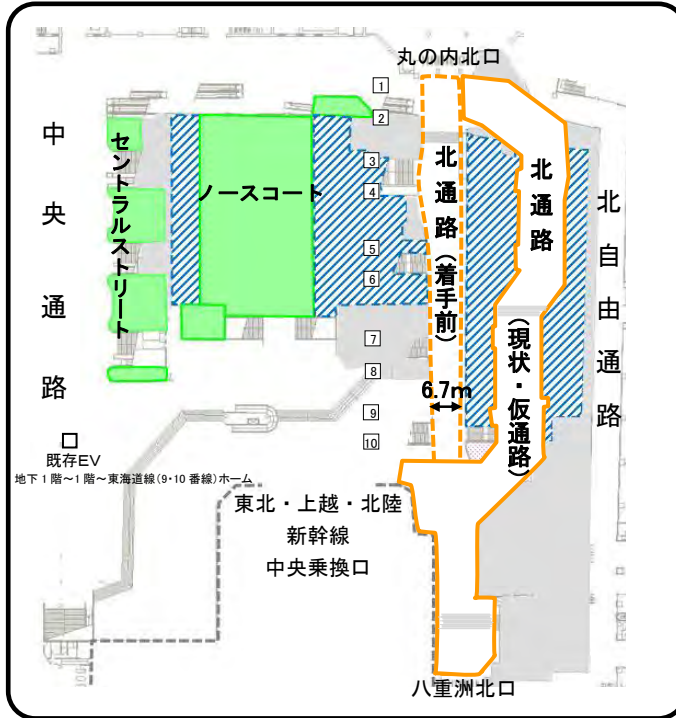 丸の内北口
中央通路
セントラルストリート
ノースコート
1
2
3
4
5
6
7
8
9
10
北通路(着手前)
6.7m
北通路
(現状・仮通路)
北自由通路
既存EV
地下1階～1階～東海道線(9・10番線)ホーム
東北・上越・北陸
新幹線
中央乗換口
八重洲北口